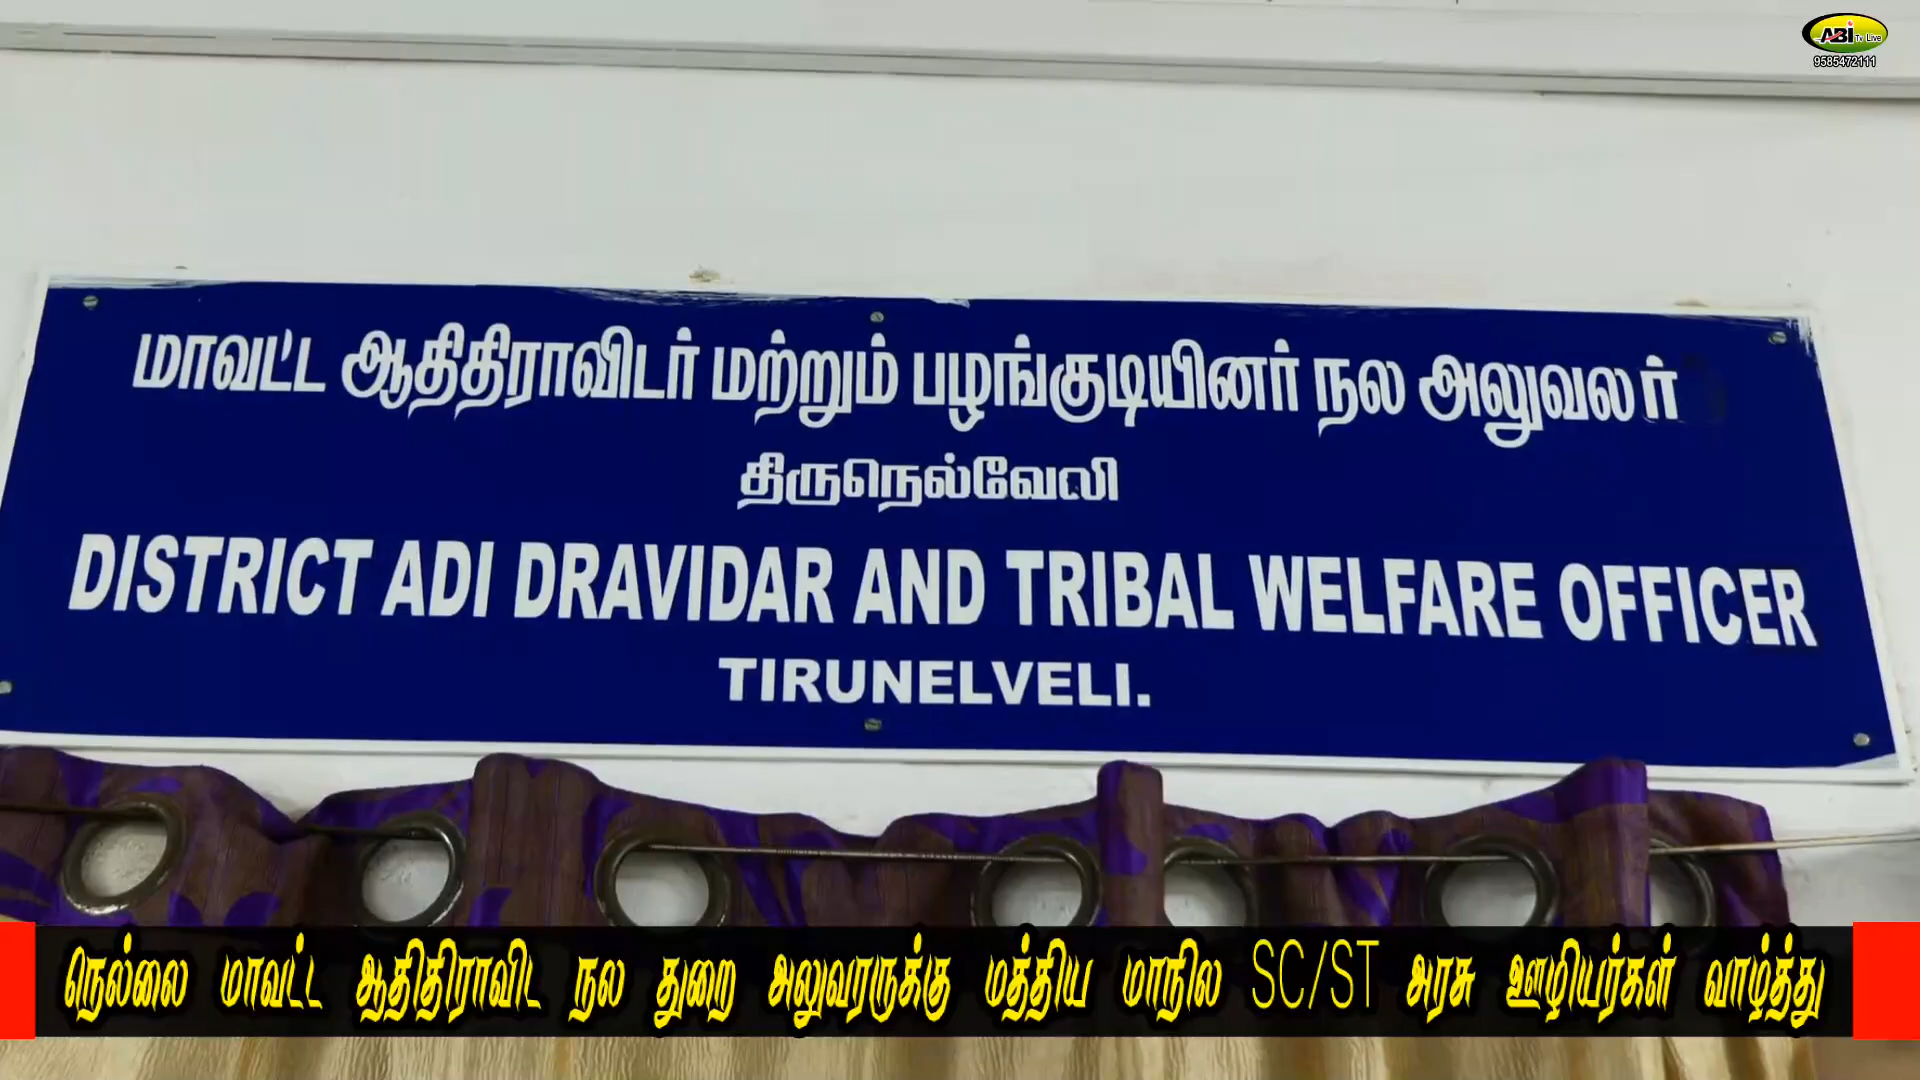 ABi Tv Live
9585472111
மாவட்ட ஆதிதிராவிடர் மற்றும் பழங்குடியினர் நல அலுவலர்
திருநெல்வேலி
DISTRICT ADI DRAVIDAR AND TRIBAL WELFARE OFFICER
TIRUNELVELI.
நெல்லை மாவட்ட ஆதிதிராவிட நல துறை அலுவரருக்கு மத்திய மாநில SC/ST அரசு ஊழியர்கள் வாழ்த்து